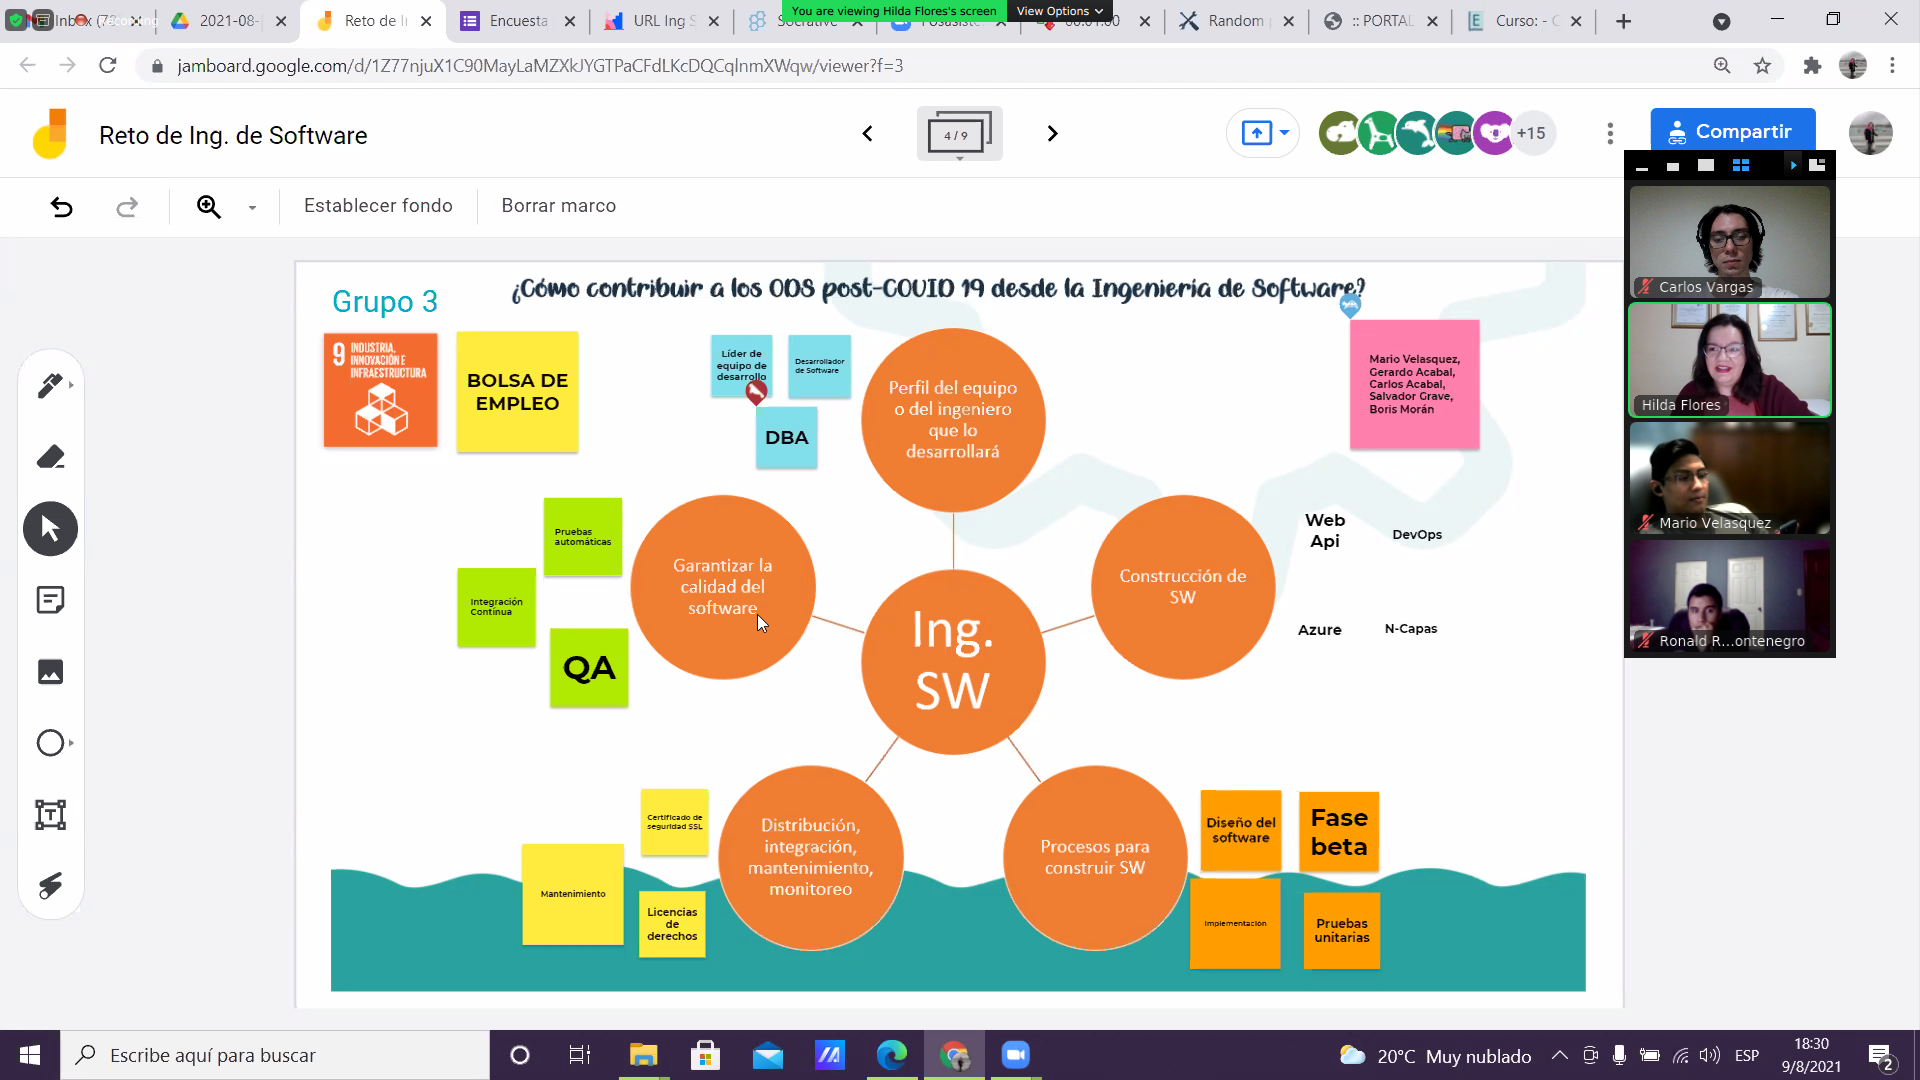 Inbox (7
2021-08-
Reto de I
Encuesta
URL Ing S
Socrative
00:01:00
Random
:: PORTAL
Curso: - C
You are viewing Hilda Flores's screen
View Options
jamboard.google.com/d/1Z77njuX1C90MayLaMZXkJYGTPaCFdLKcDQCqlnmXWqw/viewer?f=3
Reto de Ing. de Software
4 / 9
+15
Compartir
Establecer fondo
Borrar marco
Grupo 3
¿Cómo contribuir a los ODS post-COVID 19 desde la Ingeniería de Software?
9 INDUSTRIA,
INNOVACIÓN E
INFRAESTRUCTURA
BOLSA DE
EMPLEO
Líder de
equipo de
desarrollo
Desarrollador
de Software
DBA
Perfil del equipo
o del ingeniero
que lo
desarrollará
Mario Velasquez,
Gerardo Acabal,
Carlos Acabal,
Salvador Grave,
Boris Morán
Pruebas
automáticas
Integración
Contínua
QA
Garantizar la
calidad del
software
Ing.
SW
Construcción de
SW
Web
Api
DevOps
Azure
N-Capas
Certificado de
seguridad SSL
Mantenimiento
Licencias
de
derechos
Distribución,
integración,
mantenimiento,
monitoreo
Procesos para
construir SW
Diseño del
software
Fase
beta
Implementación
Pruebas
unitarias
Carlos Vargas
Hilda Flores
Mario Velasquez
Ronald R...ontenegro
Escribe aquí para buscar
20°C Muy nublado
ESP
18:30
9/8/2021
2